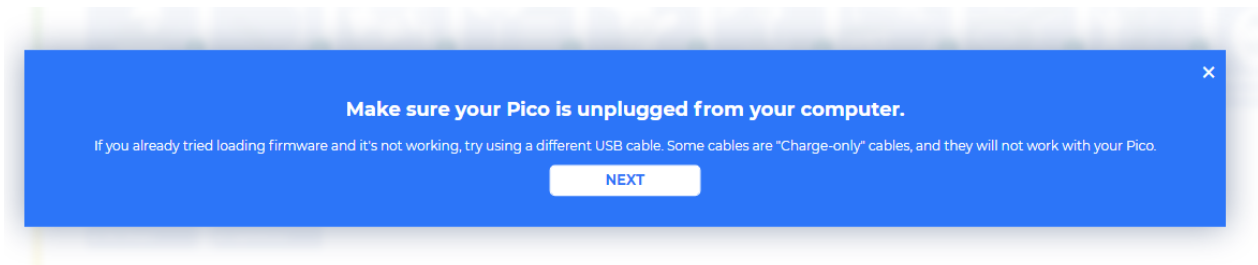 Make sure your Pico is unplugged from your computer.
If you already tried loading firmware and it's not working, try using a different USB cable. Some cables are "Charge-only" cables, and they will not work with your Pico.
NEXT